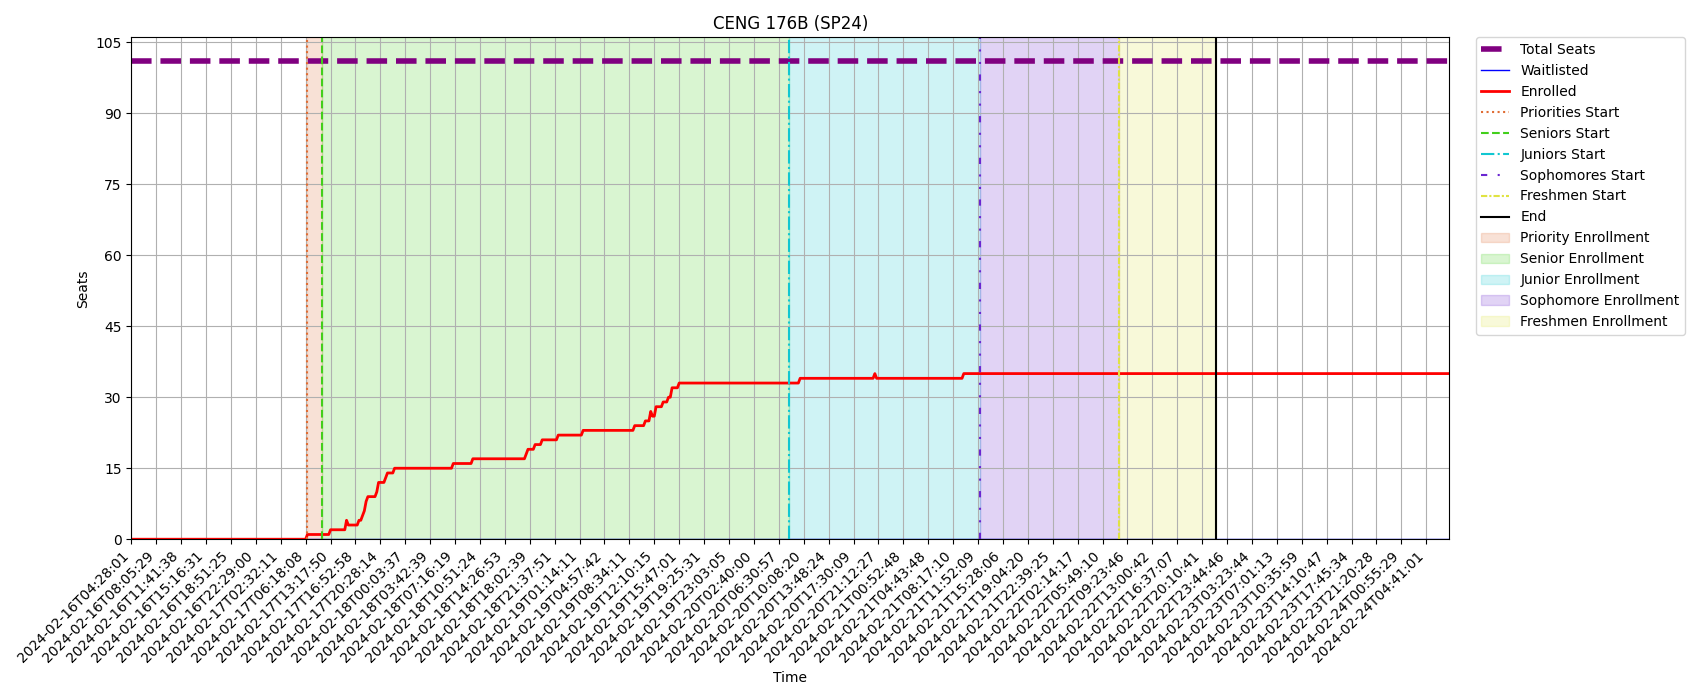 CENG 176B (SP24)
Seats
105
90
75
60
45
30
15
0
2024-02-16T04:28:01
2024-02-16T08:05:29
2024-02-16T11:41:38
2024-02-16T15:16:31
2024-02-16T18:51:25
2024-02-16T22:29:00
2024-02-17T02:32:11
2024-02-17T06:18:08
2024-02-17T13:17:50
2024-02-17T16:52:58
2024-02-17T20:28:14
2024-02-18T00:03:37
2024-02-18T03:42:39
2024-02-18T07:16:19
2024-02-18T10:51:24
2024-02-18T14:26:53
2024-02-18T18:02:39
2024-02-18T21:37:51
2024-02-19T01:14:11
2024-02-19T04:57:42
2024-02-19T08:34:11
2024-02-19T12:10:15
2024-02-19T15:47:01
2024-02-19T19:25:31
2024-02-19T23:03:05
2024-02-20T02:40:00
2024-02-20T06:30:57
2024-02-20T10:08:20
2024-02-20T13:48:24
2024-02-20T17:30:09
2024-02-20T21:12:27
2024-02-21T00:52:48
2024-02-21T04:43:48
2024-02-21T08:17:10
2024-02-21T11:52:09
2024-02-21T15:28:06
2024-02-21T19:04:20
2024-02-21T22:39:25
2024-02-22T02:14:17
2024-02-22T05:49:10
2024-02-22T09:23:46
2024-02-22T13:00:42
2024-02-22T16:37:07
2024-02-22T20:10:41
2024-02-22T23:44:46
2024-02-23T03:23:44
2024-02-23T07:01:13
2024-02-23T10:35:59
2024-02-23T14:10:47
2024-02-23T17:45:34
2024-02-23T21:20:28
2024-02-24T00:55:29
2024-02-24T04:41:01
Time
Total Seats
Waitlisted
Enrolled
Priorities Start
Seniors Start
Juniors Start
Sophomores Start
Freshmen Start
End
Priority Enrollment
Senior Enrollment
Junior Enrollment
Sophomore Enrollment
Freshmen Enrollment